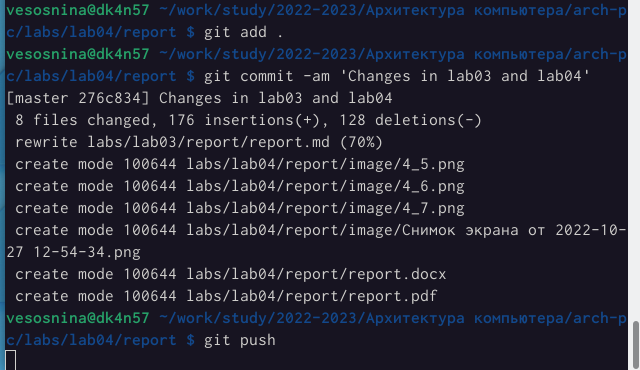 vesosnina@dk4n57 ~/work/study/2022-2023/Архитектура компьютера/arch-p
c/labs/lab04/report $ git add .
vesosnina@dk4n57 ~/work/study/2022-2023/Архитектура компьютера/arch-p
c/labs/lab04/report $ git commit -am 'Changes in lab03 and lab04'
[master 276c834] Changes in lab03 and lab04
 8 files changed, 176 insertions(+), 128 deletions(-)
 rewrite labs/lab03/report/report.md (70%)
 create mode 100644 labs/lab04/report/image/4_5.png
 create mode 100644 labs/lab04/report/image/4_6.png
 create mode 100644 labs/lab04/report/image/4_7.png
 create mode 100644 labs/lab04/report/image/Снимок экрана от 2022-10-
27 12-54-34.png
 create mode 100644 labs/lab04/report/report.docx
 create mode 100644 labs/lab04/report/report.pdf
vesosnina@dk4n57 ~/work/study/2022-2023/Архитектура компьютера/arch-p
c/labs/lab04/report $ git push